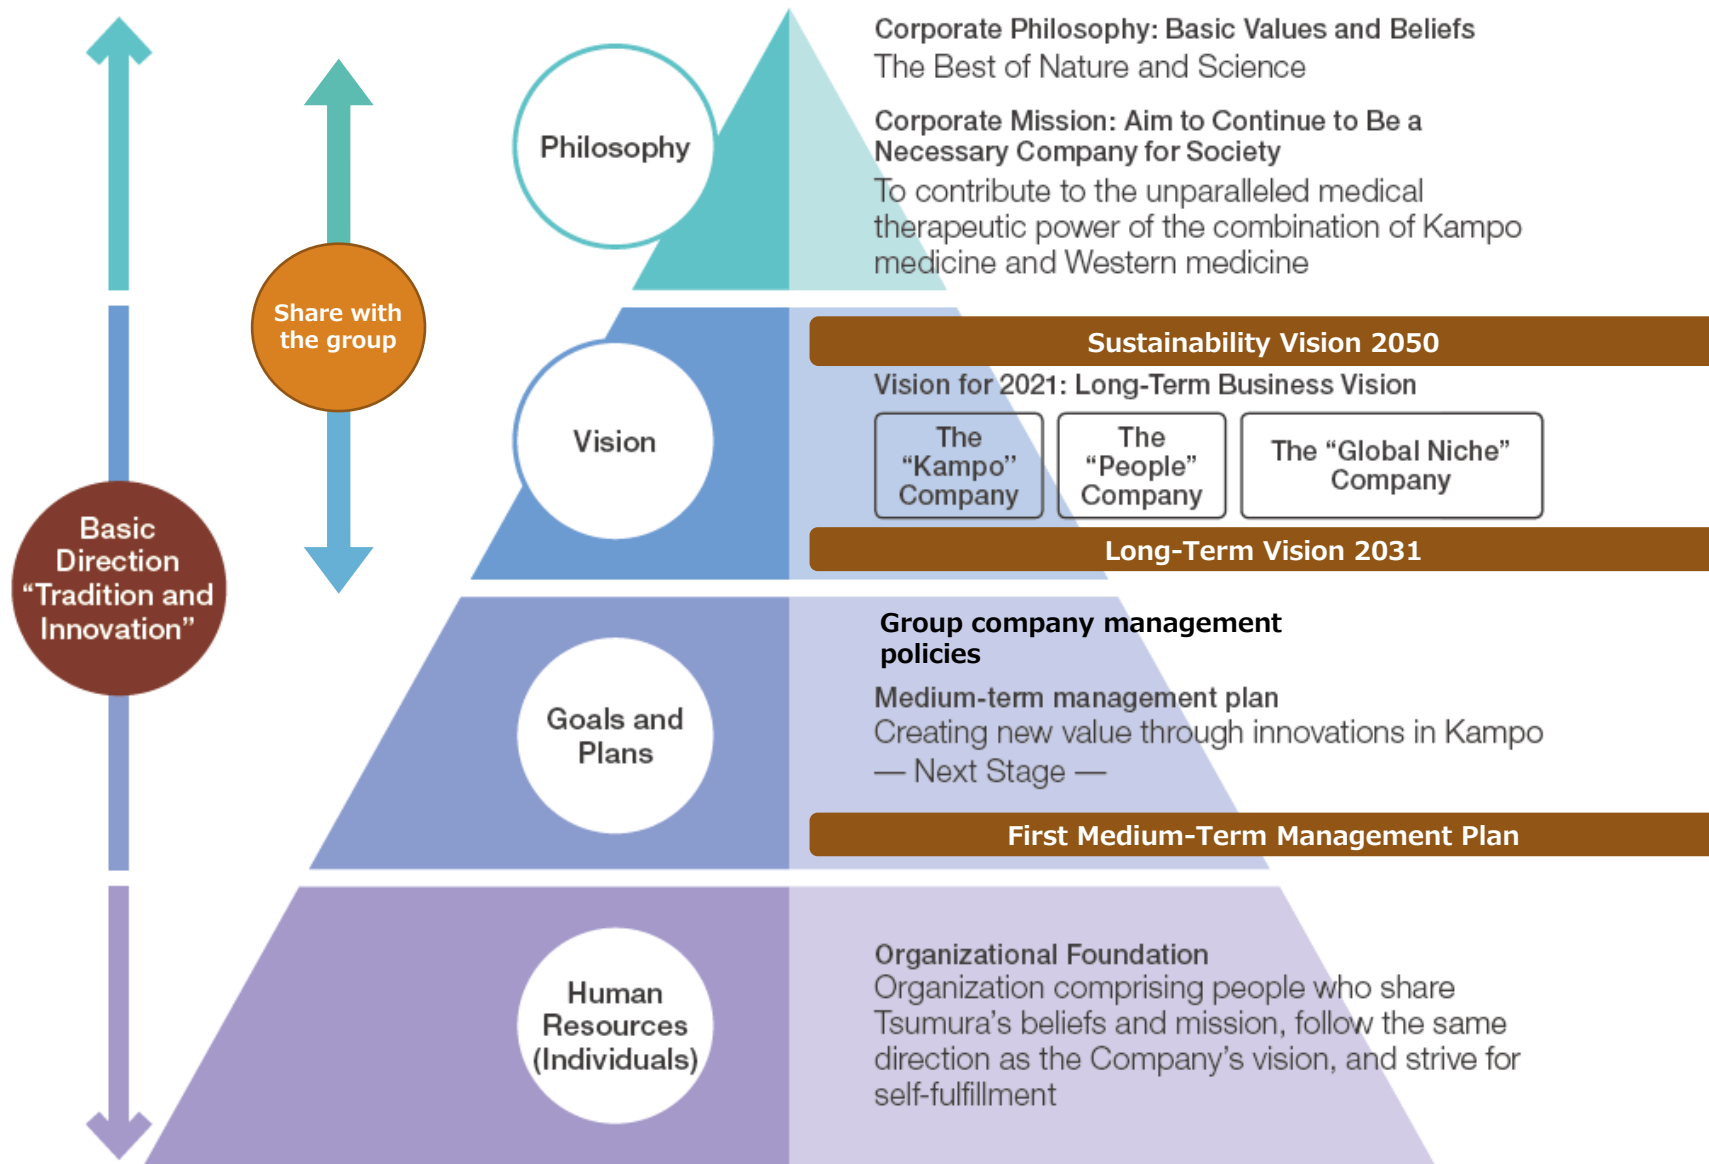 Corporate Philosophy: Basic Values and Beliefs
The Best of Nature and Science
Corporate Mission: Aim to Continue to Be a
Necessary Company for Society
To contribute to the unparalleled medical
therapeutic power of the combination of Kampo
medicine and Western medicine
Philosophy
Share with
the group
Sustainability Vision 2050
Vision for 2021: Long-Term Business Vision
Vision
The
“Kampo”
Company
The
“People”
Company
The “Global Niche”
Company
Long-Term Vision 2031
Basic
Direction
“Tradition and
Innovation”
Group company management
policies
Medium-term management plan
Creating new value through innovations in Kampo
— Next Stage —
Goals and
Plans
First Medium-Term Management Plan
Human
Resources
(Individuals)
Organizational Foundation
Organization comprising people who share
Tsumura’s beliefs and mission, follow the same
direction as the Company’s vision, and strive for
self-fulfillment